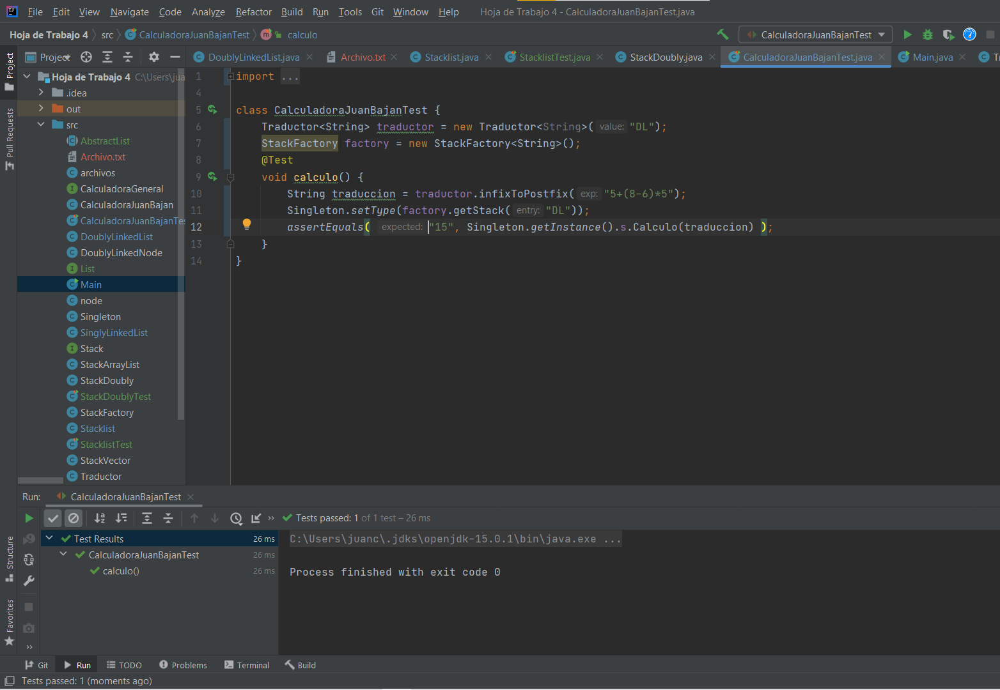 File Edit View Navigate Code Analyze Refactor Build Run Tools Git Window Help Hoja de Trabajo 4 - CalculadoraJuanBajanTest.java
Hoja de Trabajo 4 src CalculadoraJuanBajanTest calculo CalculadoraJuanBajanTest
Project DoublyLinkedList.java Archivo.txt Stacklist.java StacklistTest.java StackDoubly.java CalculadoraJuanBajanTest.java Main.java
Project
Pull Requests
Structure
Favorites
Hoja de Trabajo 4 C:\Users\jua
.idea
out
src
AbstractList
Archivo.txt
archivos
CalculadoraGeneral
CalculadoraJuanBajan
CalculadoraJuanBajanTes
DoublyLinkedList
DoublyLinkedNode
List
Main
node
Singleton
SinglyLinkedList
Stack
StackArrayList
StackDoubly
StackDoublyTest
StackFactory
Stacklist
StacklistTest
StackVector
Traductor
1 import ...
4
5 class CalculadoraJuanBajanTest {
6 Traductor<String> traductor = new Traductor<String>( value: "DL");
7 StackFactory factory = new StackFactory<String>();
8 @Test
9 void calculo() {
10 String traduccion = traductor.infixToPostfix( exp: "5+(8-6)*5");
11 Singleton.setType(factory.getStack( entry: "DL"));
12 assertEquals( expected: "15", Singleton.getInstance().s.Calculo(traduccion) );
13 }
14 }
Run: CalculadoraJuanBajanTest
Tests passed: 1 of 1 test – 26 ms
Test Results 26 ms
CalculadoraJuanBajanTest 26 ms
calculo() 26 ms
C:\Users\juanc\.jdks\openjdk-15.0.1\bin\java.exe ...
Process finished with exit code 0
Git Run TODO Problems Terminal Build
Tests passed: 1 (moments ago)